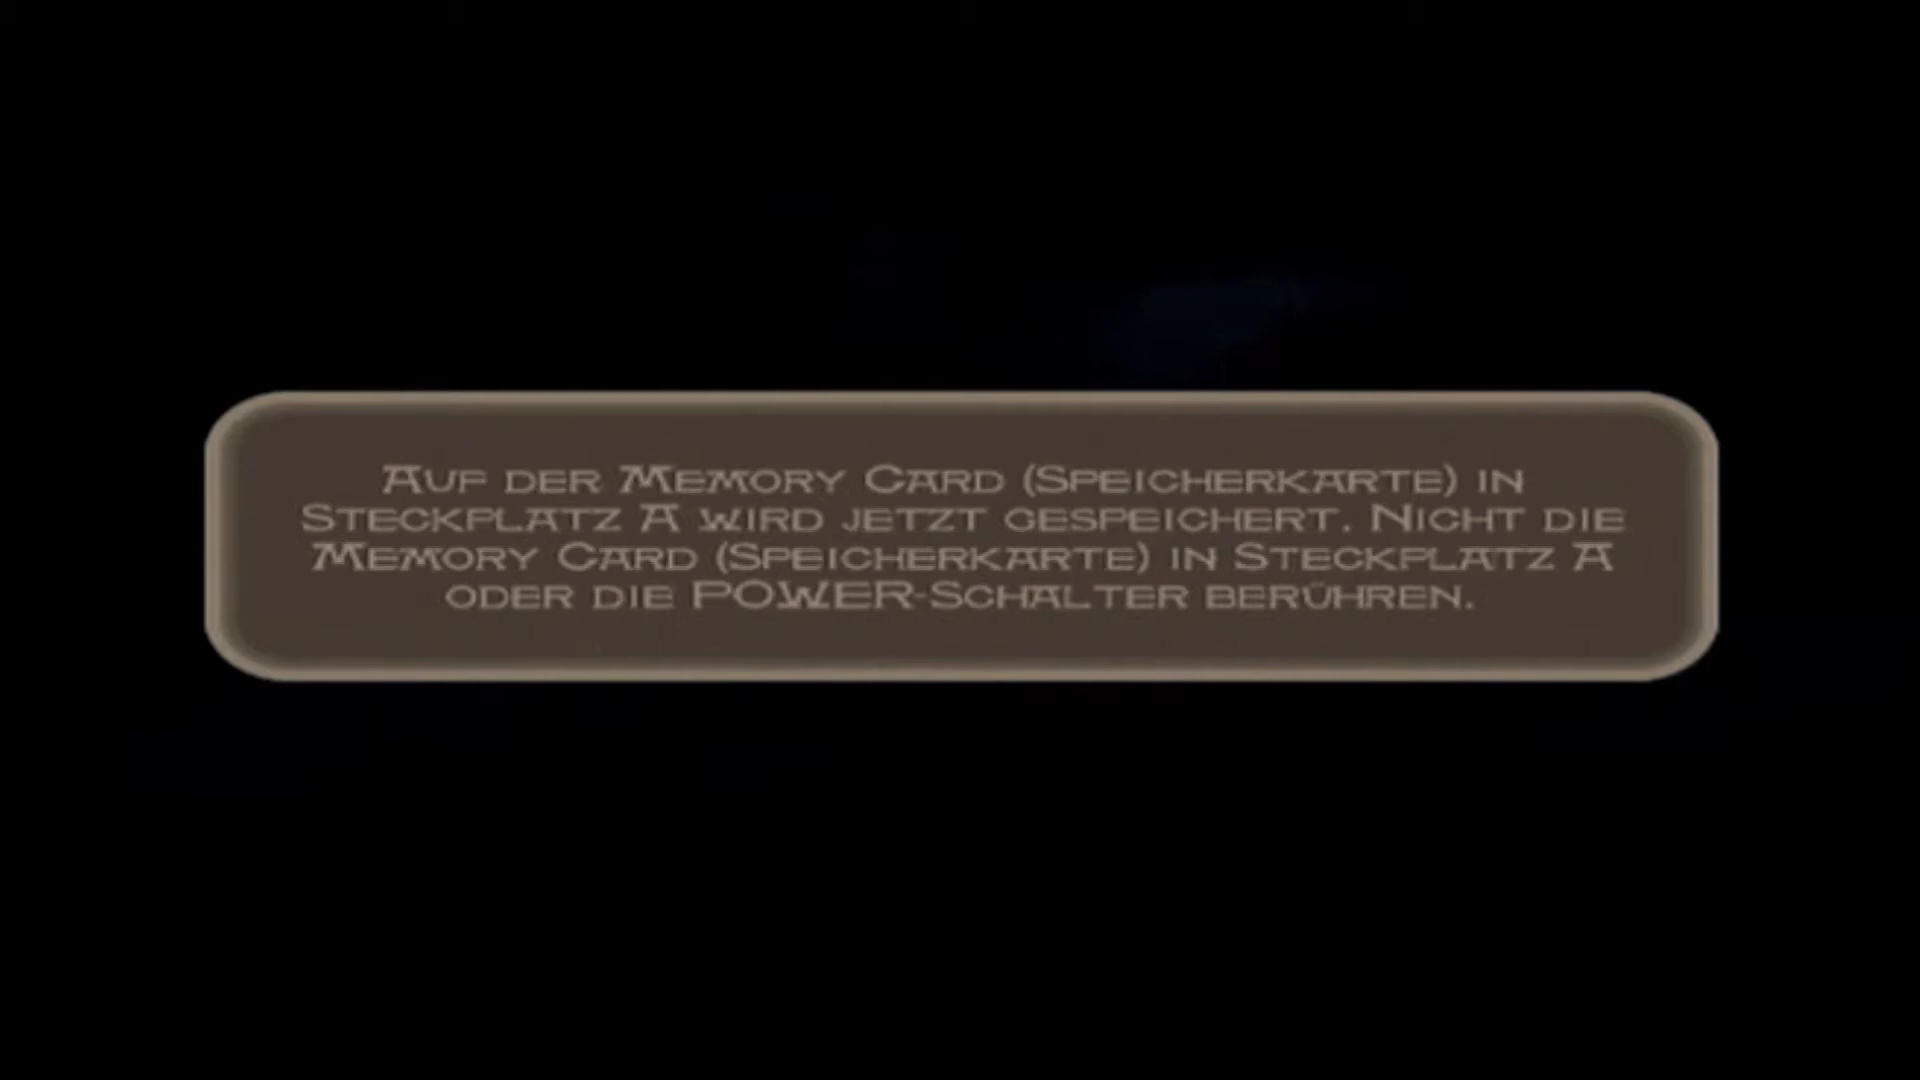 Auf der Memory Card (Speicherkarte) in
Steckplatz A wird jetzt gespeichert. Nicht die
Memory Card (Speicherkarte) in Steckplatz A
oder die POWER-Schalter berühren.